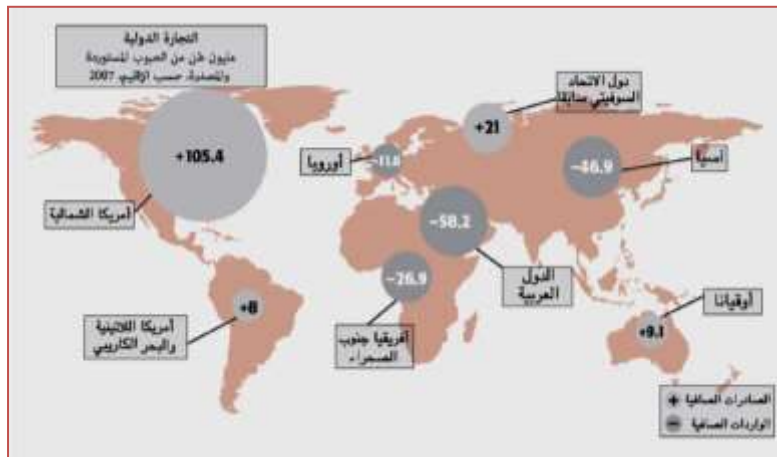 التجارة الدولية
مليون طن من الحبوب المستوردة
والمصدرة، حسب الإقليم، 2007
دول الاتحاد
السوفيتي سابقا
+21
+105.4
أوروبا
-46.9
آسيا
أمريكا الشمالية
-58.2
-26.9
الدول
العربية
أوقيانا
+8
+9.1
أمريكا اللاتينية
والبحر الكاريبي
أفريقيا جنوب
الصحراء
+ الصادرات الصافية
- الواردات الصافية